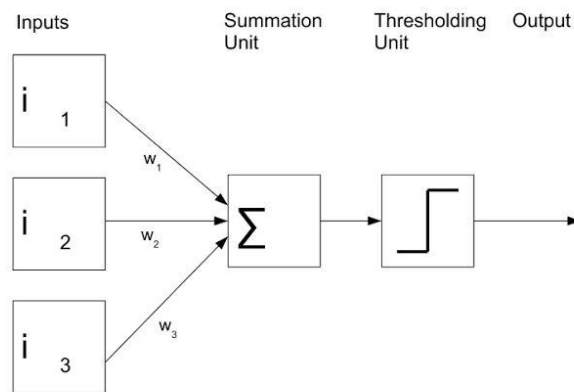 Inputs
Summation
Unit
Thresholding
Unit
Output
i 1
w1
i 2
w2
Σ
i 3
w3